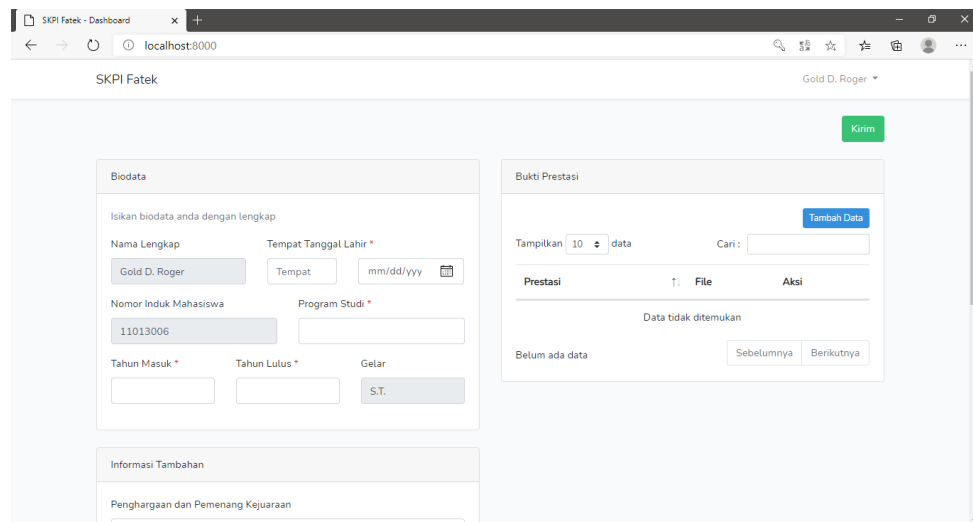 SKPI Fatek - Dashboard
localhost:8000
SKPI Fatek
Gold D. Roger
Kirim
Biodata
Isikan biodata anda dengan lengkap
Nama Lengkap
Tempat Tanggal Lahir *
Gold D. Roger
Tempat
mm/dd/yyy
Nomor Induk Mahasiswa
Program Studi *
11013006
Tahun Masuk *
Tahun Lulus *
Gelar
S.T.
Informasi Tambahan
Penghargaan dan Pemenang Kejuaraan
Bukti Prestasi
Tambah Data
Tampilkan 10 data
Cari :
Prestasi File Aksi
Data tidak ditemukan
Belum ada data
Sebelumnya Berikutnya